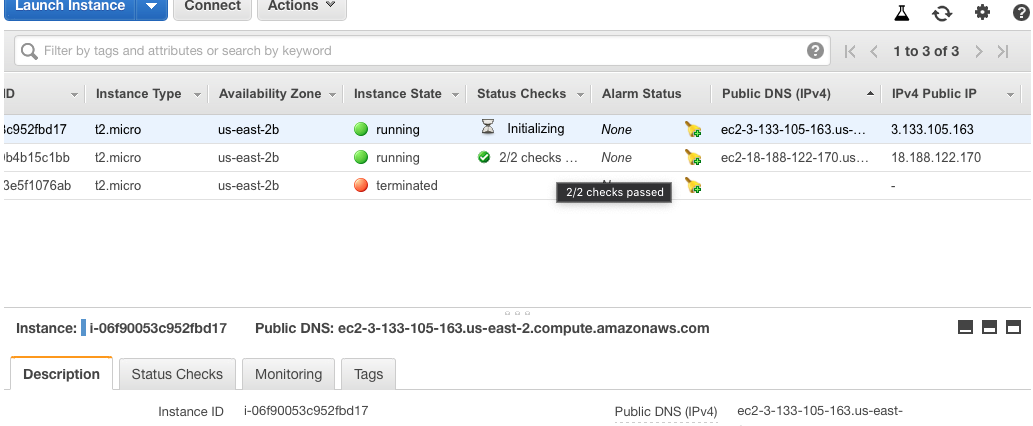 Launch Instance Connect Actions
Filter by tags and attributes or search by keyword ? 1 to 3 of 3 ?
ID Instance Type Availability Zone Instance State Status Checks Alarm Status Public DNS (IPv4) IPv4 Public IP
3c952fbd17 t2.micro us-east-2b running Initializing None ec2-3-133-105-163.us-... 3.133.105.163
0b4b15c1bb t2.micro us-east-2b running 2/2 checks ... None ec2-18-188-122-170.us... 18.188.122.170
3e5f1076ab t2.micro us-east-2b terminated -
2/2 checks passed
Instance: i-06f90053c952fbd17 Public DNS: ec2-3-133-105-163.us-east-2.compute.amazonaws.com
Description Status Checks Monitoring Tags
Instance ID i-06f90053c952fbd17 Public DNS (IPv4) ec2-3-133-105-163.us-east-